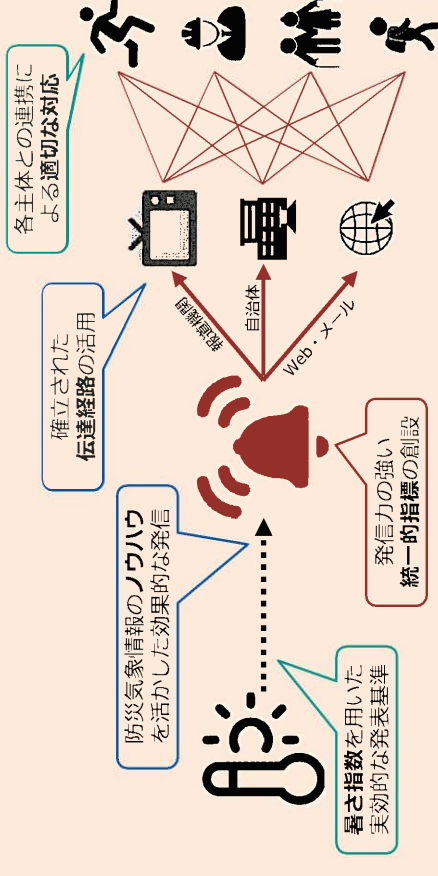 暑さ指数を用いた
実効的な発表基準
防災気象情報のノウハウ
を活かした効果的な発信
発信力の強い
統一的指標の創設
確立された
伝達経路の活用
報道機関
自治体
Web・メール
各主体との連携に
よる適切な対応